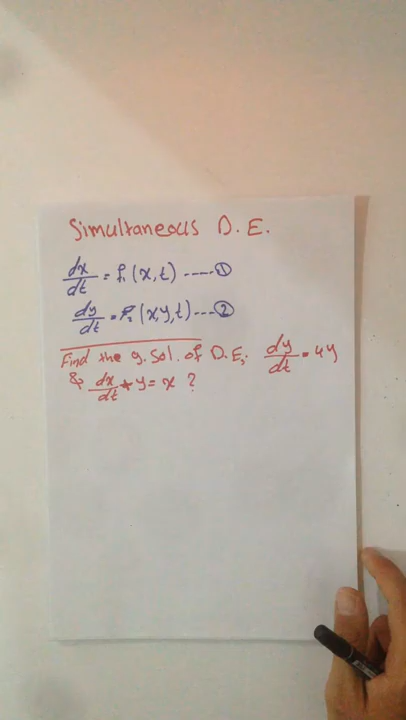 Simultaneous D.E.
dx/dt = f₁(x,t) -----①
dy/dt = F₂(x,y,t)---②
Find the g. sol. of D.E, dy/dt = 4y
& dx/dt + y = x ?